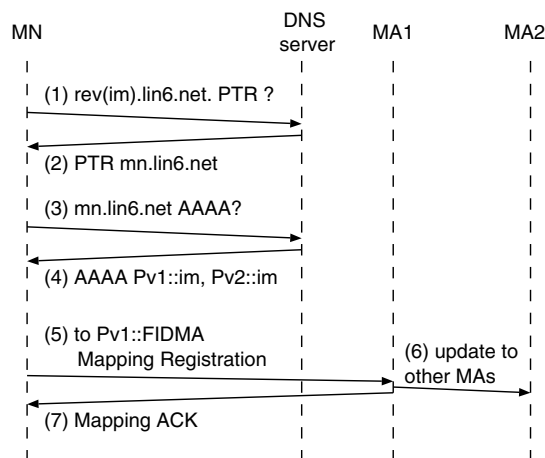 MN
DNS
server
MA1
MA2
(1) rev(im).lin6.net. PTR ?
(2) PTR mn.lin6.net
(3) mn.lin6.net AAAA?
(4) AAAA Pv1::im, Pv2::im
(5) to Pv1::FIDMA
Mapping Registration
(6) update to
other MAs
(7) Mapping ACK